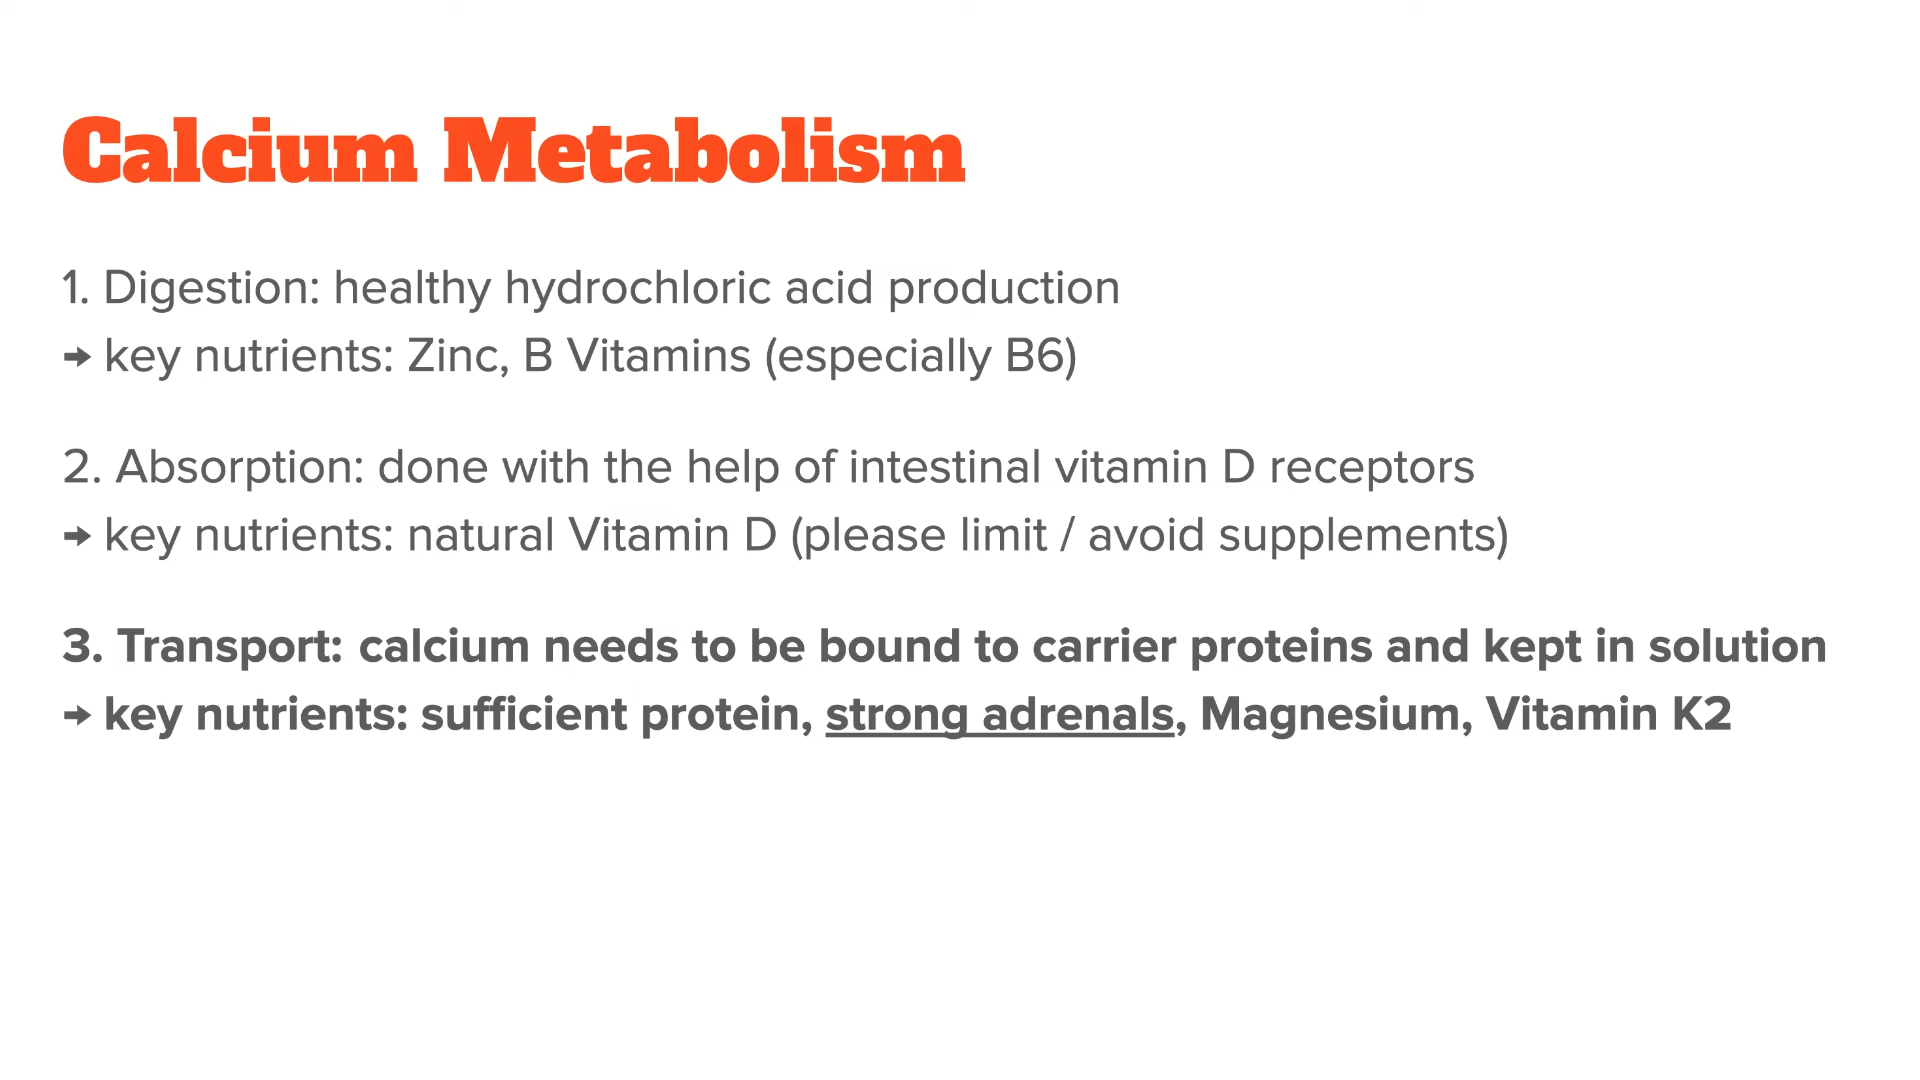 Calcium Metabolism
1. Digestion: healthy hydrochloric acid production
→ key nutrients: Zinc, B Vitamins (especially B6)
2. Absorption: done with the help of intestinal vitamin D receptors
→ key nutrients: natural Vitamin D (please limit / avoid supplements)
3. Transport: calcium needs to be bound to carrier proteins and kept in solution
→ key nutrients: sufficient protein, strong adrenals, Magnesium, Vitamin K2